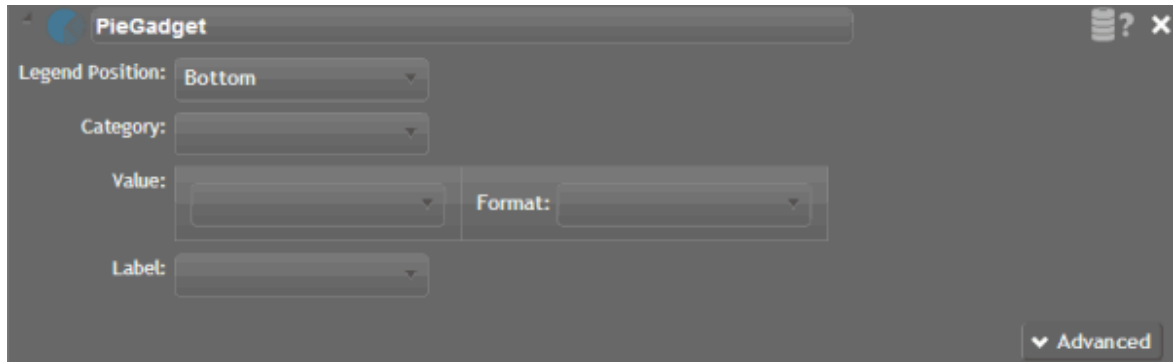 PieGadget ?
Legend Position: Bottom
Category:
Value: Format:
Label:
Advanced